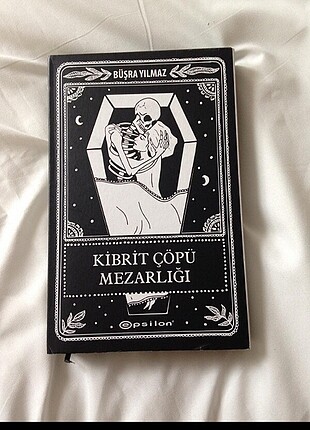 BÜŞRA YILMAZ
KİBRİT ÇÖPÜ
MEZARLIĞI
epsilon